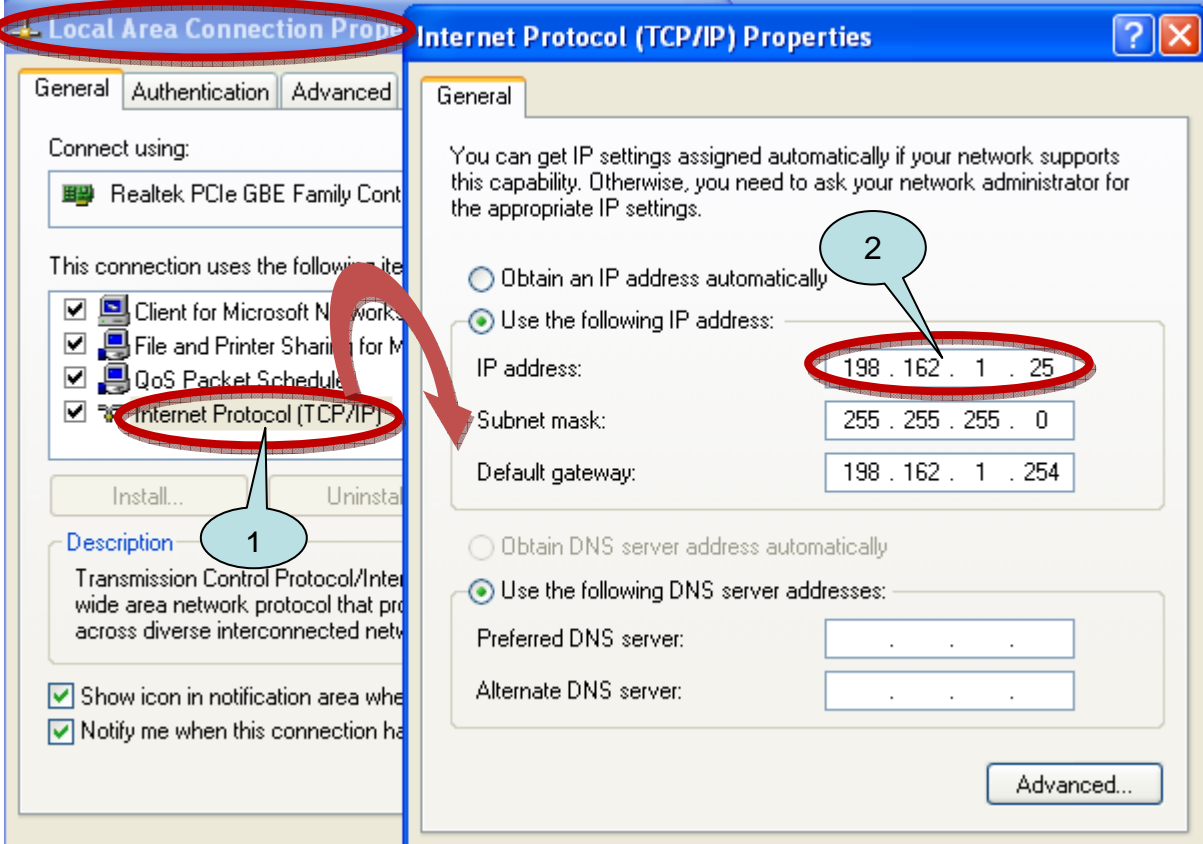 Local Area Connection Prope
General
Authentication
Advanced
Connect using:
Realtek PCIe GBE Family Cont
This connection uses the following ite
Client for Microsoft Networks
File and Printer Sharing for M
QoS Packet Schedule
Internet Protocol (TCP/IP)
1
Install...
Uninstal
Description
Transmission Control Protocol/Inter
wide area network protocol that pro
across diverse interconnected netw
Show icon in notification area whe
Notify me when this connection ha
Internet Protocol (TCP/IP) Properties
?
General
You can get IP settings assigned automatically if your network supports
this capability. Otherwise, you need to ask your network administrator for
the appropriate IP settings.
2
Obtain an IP address automatically
Use the following IP address:
IP address: 198 . 162 . 1 . 25
Subnet mask: 255 . 255 . 255 . 0
Default gateway: 198 . 162 . 1 . 254
Obtain DNS server address automatically
Use the following DNS server addresses:
Preferred DNS server: . . .
Alternate DNS server: . . .
Advanced...